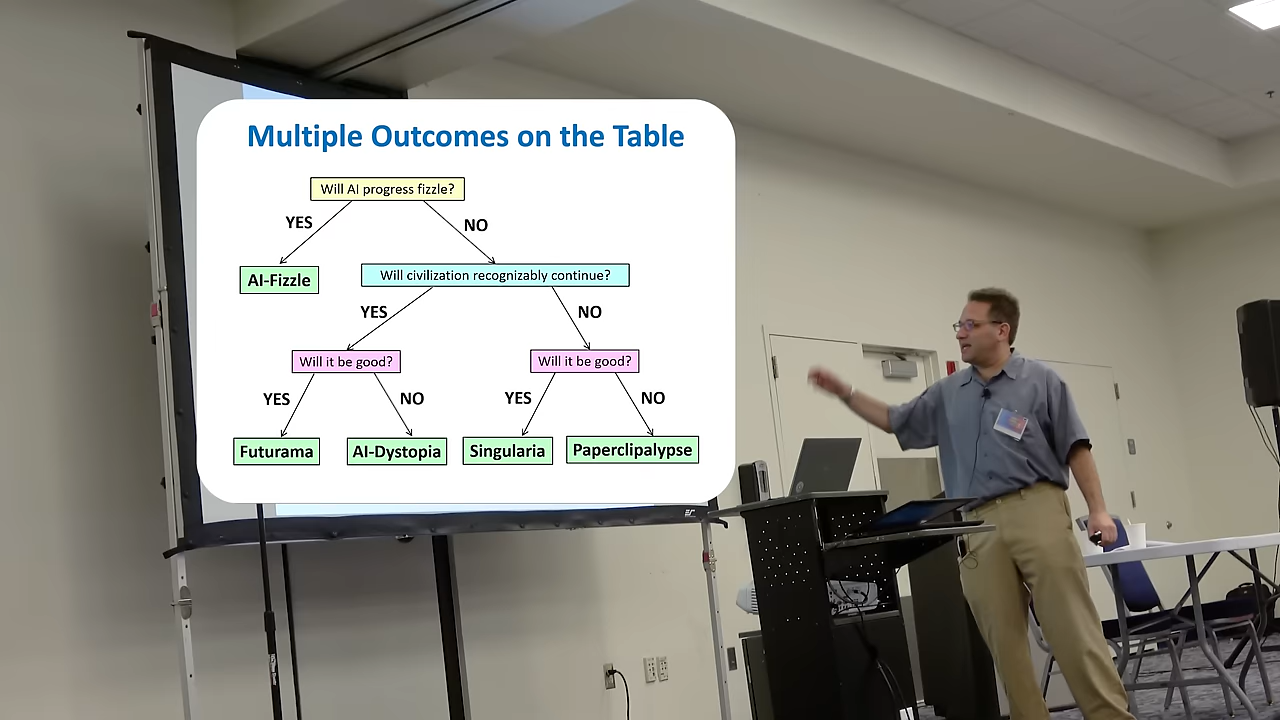 Multiple Outcomes on the Table
Will AI progress fizzle?
YES
NO
AI-Fizzle
Will civilization recognizably continue?
YES
NO
Will it be good?
Will it be good?
YES
NO
YES
NO
Futurama
AI-Dystopia
Singularia
Paperclipalypse